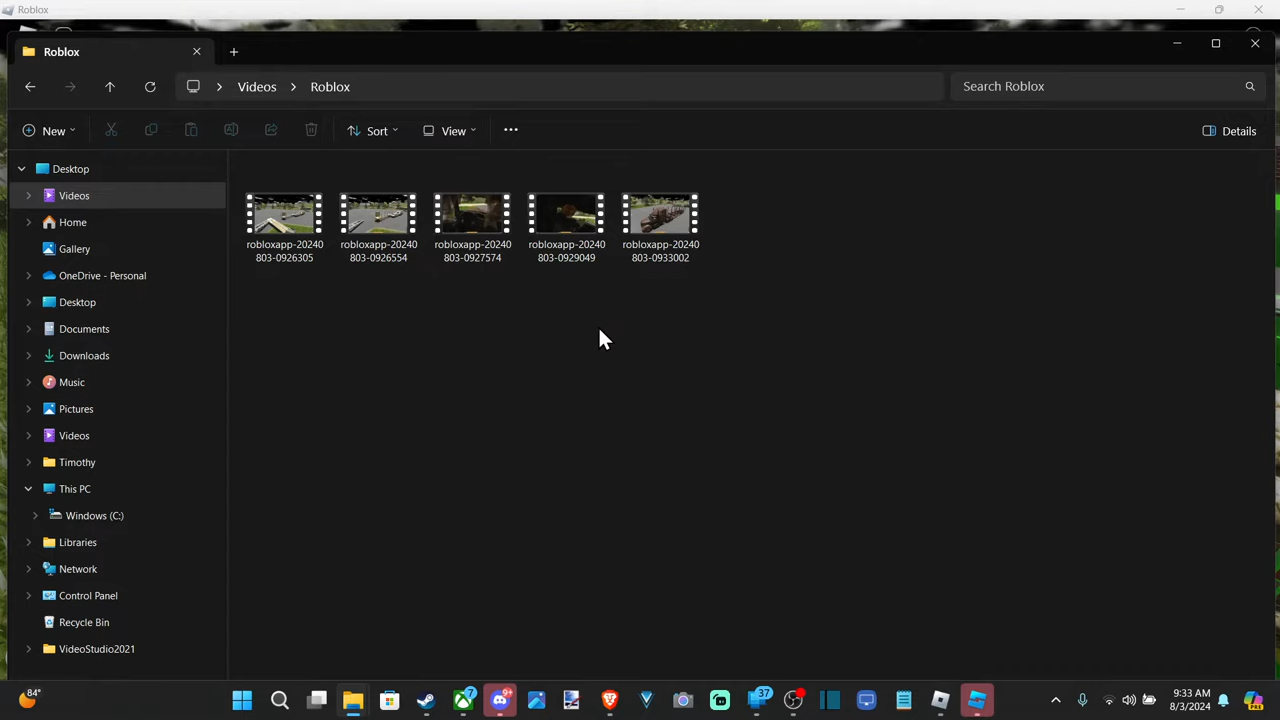 Roblox
Roblox
Videos
Roblox
Search Roblox
New
Sort
View
Details
Desktop
Videos
Home
Gallery
OneDrive - Personal
Desktop
Documents
Downloads
Music
Pictures
Videos
Timothy
This PC
Windows (C:)
Libraries
Network
Control Panel
Recycle Bin
VideoStudio2021
robloxapp-20240
803-0926305
robloxapp-20240
803-0926554
robloxapp-20240
803-0927574
robloxapp-20240
803-0929049
robloxapp-20240
803-0933002
84°
7
9+
37
9:33 AM
8/3/2024
PRE